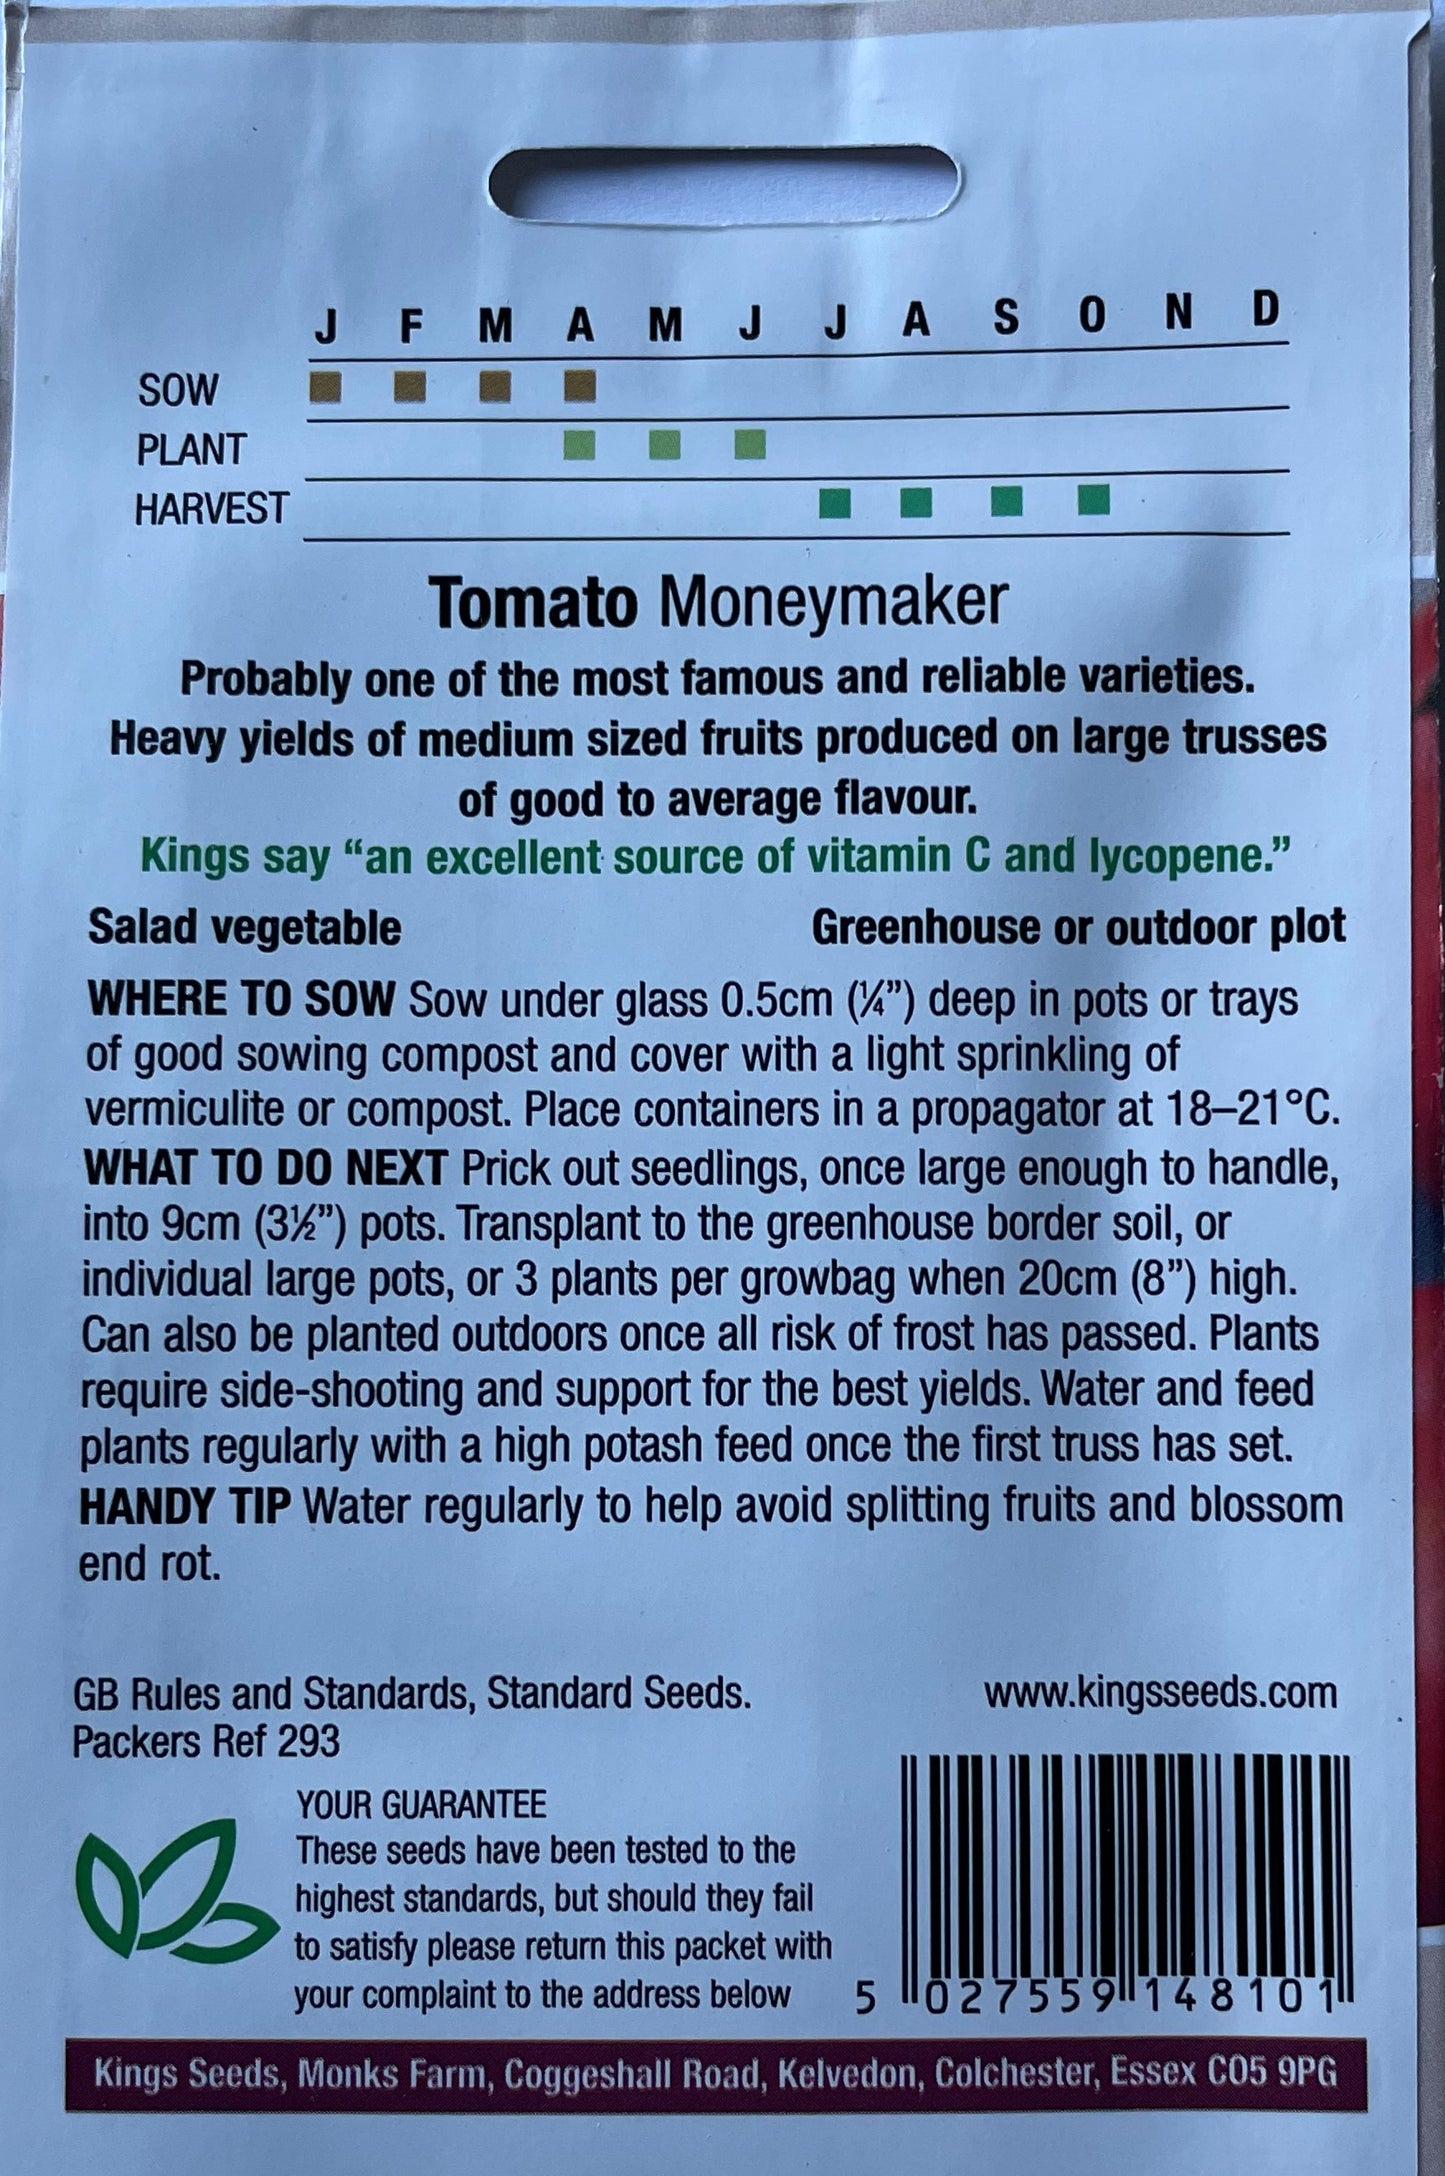 J F M A M J J A S O N D
SOW
PLANT
HARVEST
Tomato Moneymaker
Probably one of the most famous and reliable varieties.
Heavy yields of medium sized fruits produced on large trusses
of good to average flavour.
Kings say “an excellent source of vitamin C and lycopene.”
Salad vegetable Greenhouse or outdoor plot
WHERE TO SOW Sow under glass 0.5cm (¼”) deep in pots or trays
of good sowing compost and cover with a light sprinkling of
vermiculite or compost. Place containers in a propagator at 18–21°C.
WHAT TO DO NEXT Prick out seedlings, once large enough to handle,
into 9cm (3½”) pots. Transplant to the greenhouse border soil, or
individual large pots, or 3 plants per growbag when 20cm (8”) high.
Can also be planted outdoors once all risk of frost has passed. Plants
require side-shooting and support for the best yields. Water and feed
plants regularly with a high potash feed once the first truss has set.
HANDY TIP Water regularly to help avoid splitting fruits and blossom
end rot.
GB Rules and Standards, Standard Seeds. www.kingsseeds.com
Packers Ref 293
YOUR GUARANTEE
These seeds have been tested to the
highest standards, but should they fail
to satisfy please return this packet with
your complaint to the address below
5 027559 148101
Kings Seeds, Monks Farm, Coggeshall Road, Kelvedon, Colchester, Essex CO5 9PG